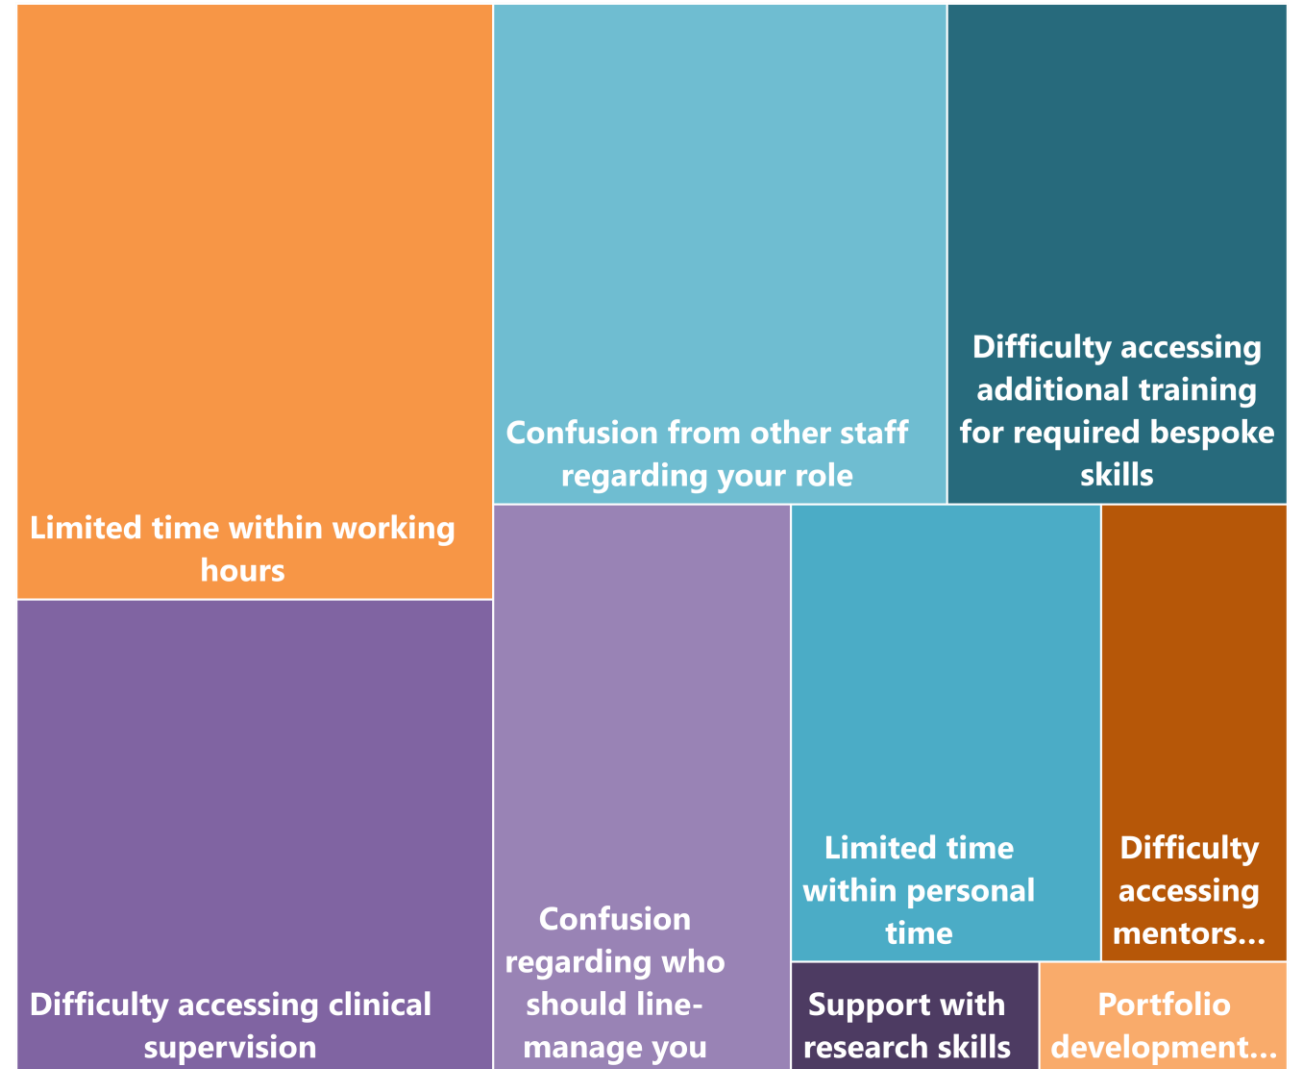 Limited time within working
hours
Confusion from other staff
regarding your role
Difficulty accessing
additional training
for required bespoke
skills
Difficulty accessing clinical
supervision
Confusion
regarding who
should line-
manage you
Limited time
within personal
time
Difficulty
accessing
mentors...
Support with
research skills
Portfolio
development...